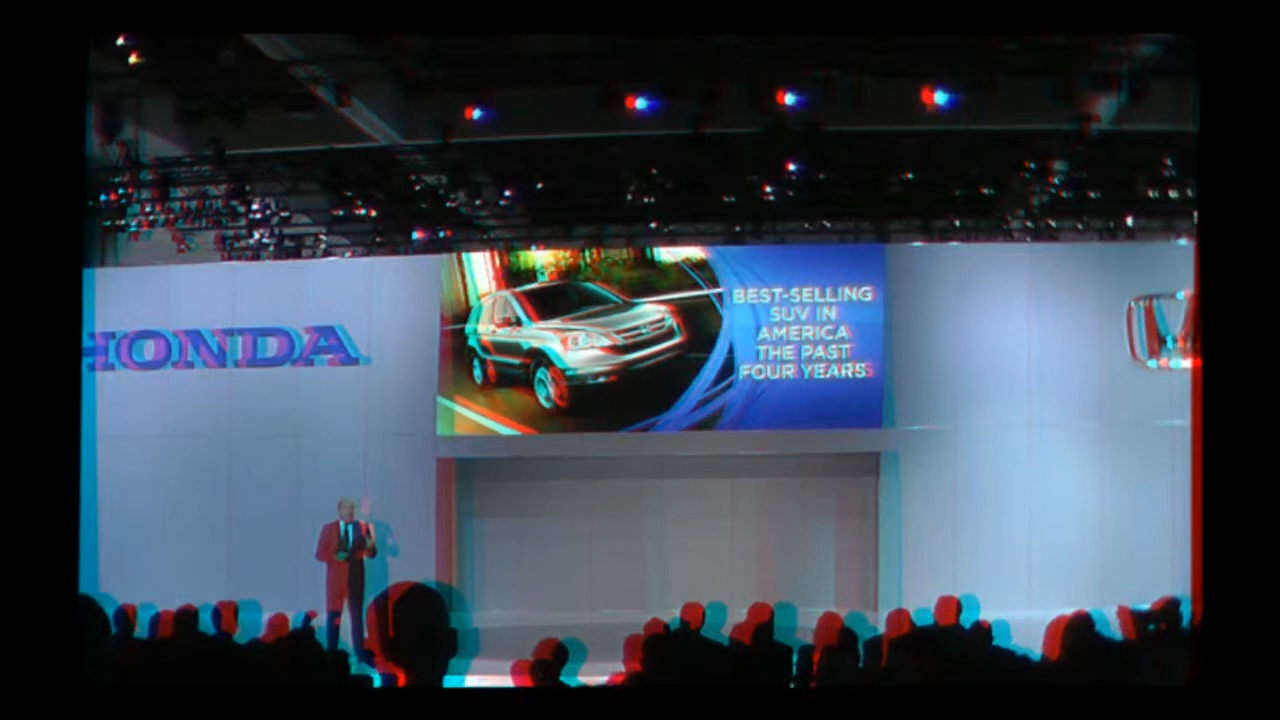 HONDA
BEST-SELLING
SUV IN
AMERICA
THE PAST
FOUR YEARS